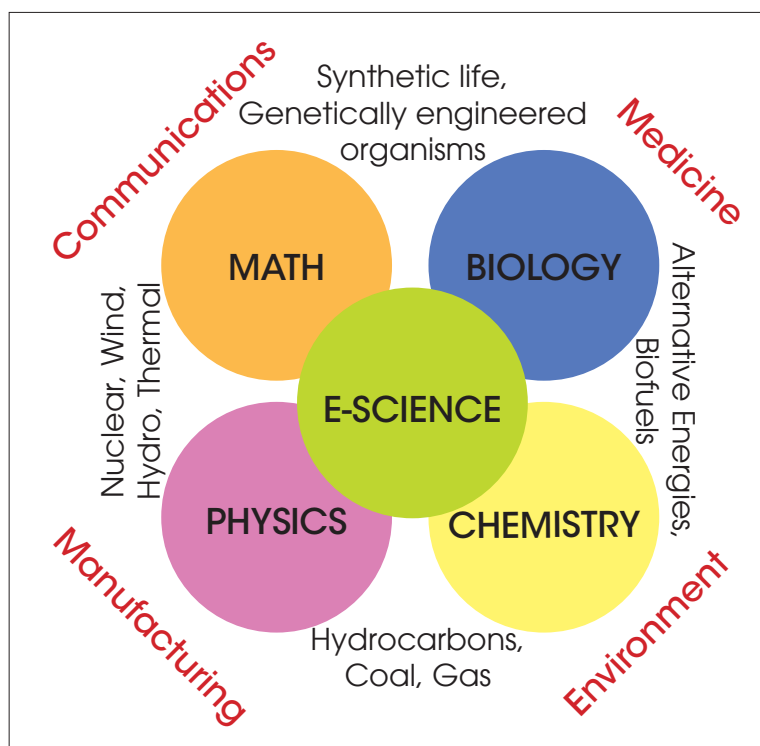 Communications
Synthetic life,
Genetically engineered
organisms
Medicine
MATH
BIOLOGY
Nuclear, Wind,
Hydro, Thermal
E-SCIENCE
Alternative Energies,
Biofuels
PHYSICS
CHEMISTRY
Manufacturing
Hydrocarbons,
Coal, Gas
Environment